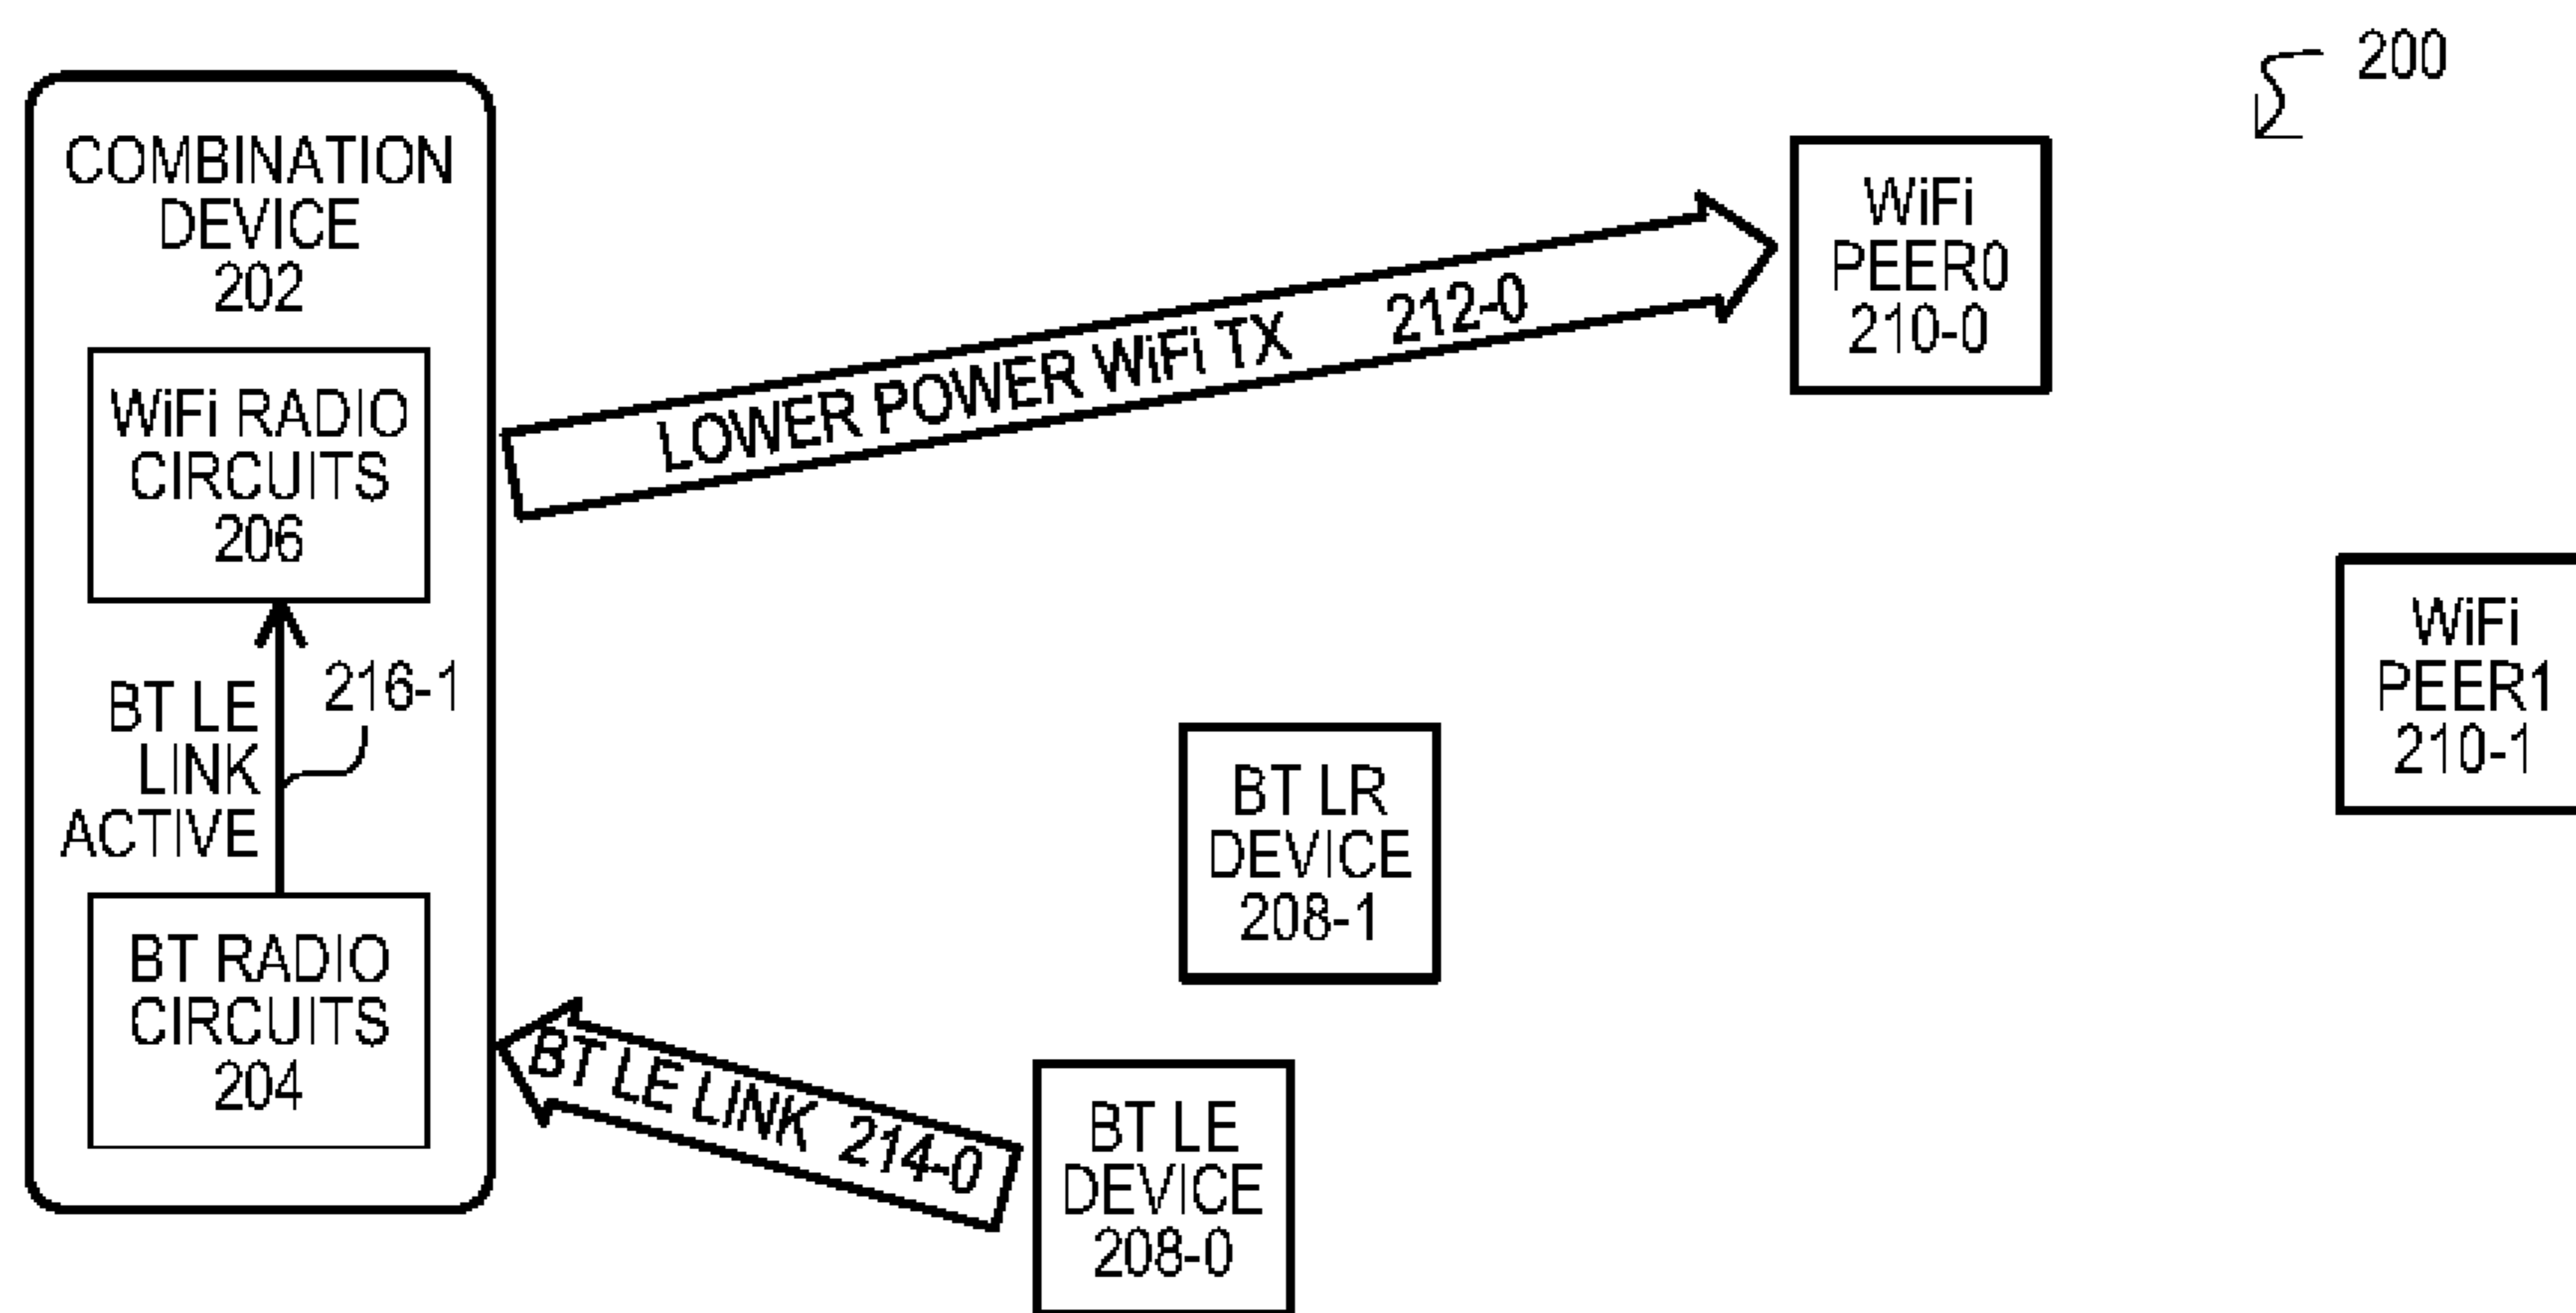 200
COMBINATION
DEVICE
202
WiFi RADIO
CIRCUITS
206
BT LE
LINK
ACTIVE
216-1
BT RADIO
CIRCUITS
204
LOWER POWER WiFi TX 212-0
WiFi
PEER0
210-0
WiFi
PEER1
210-1
BT LR
DEVICE
208-1
BT LE LINK 214-0
BT LE
DEVICE
208-0